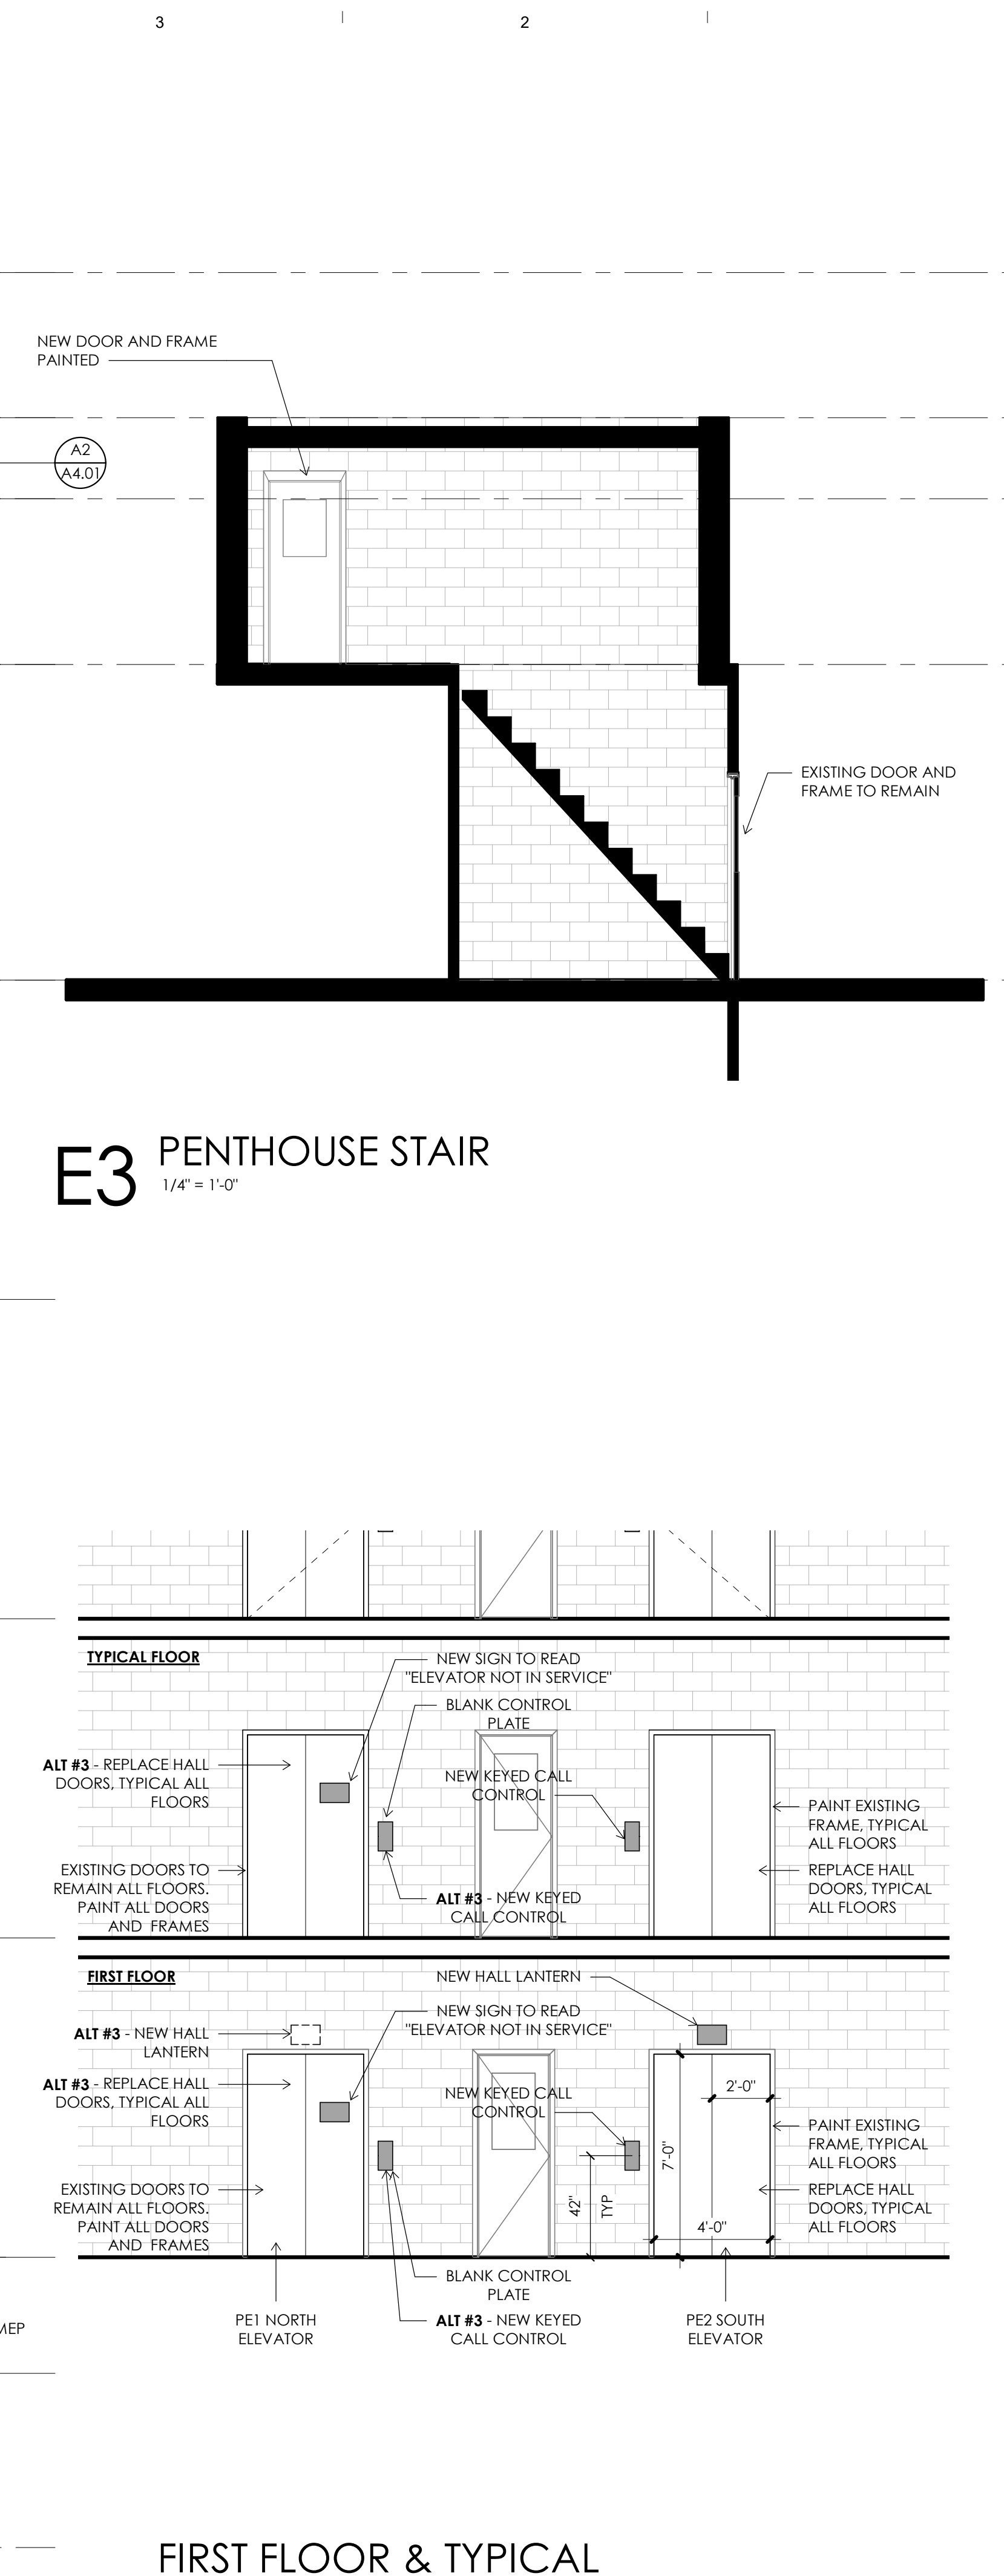 3
2
NEW DOOR AND FRAME
PAINTED
A2
A4.01
EXISTING DOOR AND
FRAME TO REMAIN
E3
PENTHOUSE STAIR
1/4" = 1'-0"
TYPICAL FLOOR
NEW SIGN TO READ
"ELEVATOR NOT IN SERVICE"
BLANK CONTROL
PLATE
ALT #3 - REPLACE HALL
DOORS, TYPICAL ALL
FLOORS
NEW KEYED CALL
CONTROL
PAINT EXISTING
FRAME, TYPICAL
ALL FLOORS
EXISTING DOORS TO
REMAIN ALL FLOORS.
PAINT ALL DOORS
AND FRAMES
REPLACE HALL
DOORS, TYPICAL
ALL FLOORS
ALT #3 - NEW KEYED
CALL CONTROL
FIRST FLOOR
NEW HALL LANTERN
NEW SIGN TO READ
"ELEVATOR NOT IN SERVICE"
ALT #3 - NEW HALL
LANTERN
ALT #3 - REPLACE HALL
DOORS, TYPICAL ALL
FLOORS
NEW KEYED CALL
CONTROL
2'-0"
PAINT EXISTING
FRAME, TYPICAL
ALL FLOORS
7'-0"
EXISTING DOORS TO
REMAIN ALL FLOORS.
PAINT ALL DOORS
AND FRAMES
42"
TYP
REPLACE HALL
DOORS, TYPICAL
ALL FLOORS
4'-0"
BLANK CONTROL
PLATE
PE1 NORTH
ELEVATOR
ALT #3 - NEW KEYED
CALL CONTROL
PE2 SOUTH
ELEVATOR
MEP
FIRST FLOOR & TYPICAL